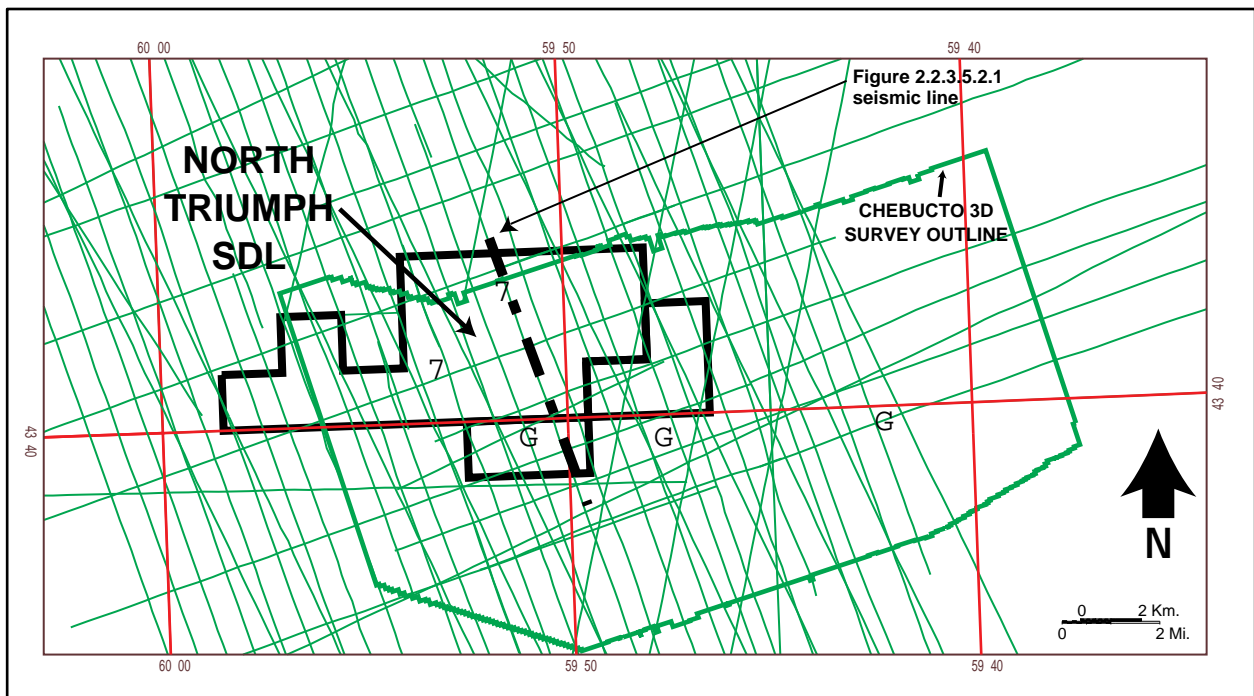 60 00
59 50
59 40
Figure 2.2.3.5.2.1
seismic line
NORTH
TRIUMPH
SDL
CHEBUCTO 3D
SURVEY OUTLINE
7
7
43 40
43 40
G
G
G
N
0 2 Km.
0 2 Mi.
60 00
59 50
59 40